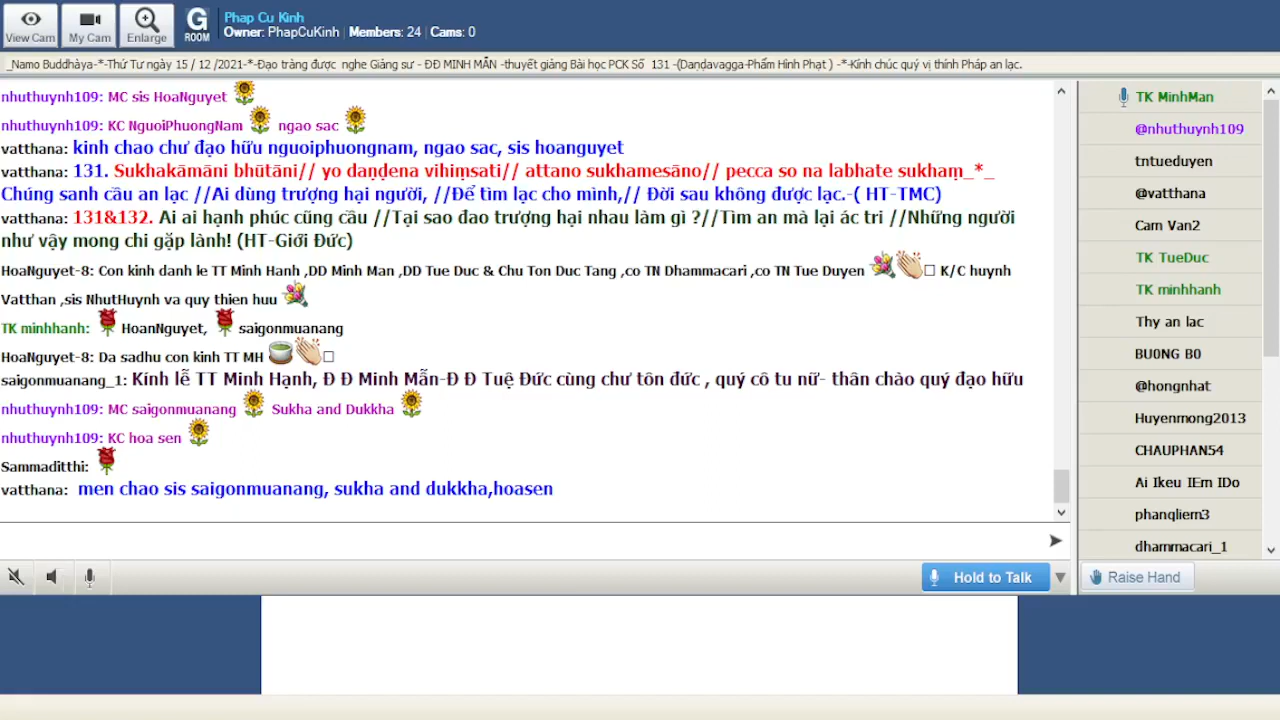 View Cam
My Cam
Enlarge
G
ROOM
Phap Cu Kinh
Owner: PhapCuKinh | Members: 24 | Cams: 0
_Namo Buddhàya-*-Thứ Tư ngày 15 / 12 /2021-*-Đạo tràng được nghe Giảng sư - ĐĐ MINH MẪN -thuyết giảng Bài học PCK Số 131 -(Daṇḍavagga-Phẩm Hình Phạt ) -*-Kính chúc quý vị thính Pháp an lạc.
nhuthuynh109: MC sis HoaNguyet
nhuthuynh109: KC NguoiPhuongNam ngao sac
vatthana: kinh chao chư đạo hữu nguoiphuongnam, ngao sac, sis hoanguyet
vatthana: 131. Sukhakāmāni bhūtāni// yo daṇḍena vihiṃsati// attano sukhamesāno// pecca so na labhate sukhaṃ_*_
Chúng sanh cầu an lạc //Ai dùng trượng hại người, //Để tìm lạc cho mình,// Đời sau không được lạc.-( HT-TMC)
vatthana: 131&132. Ai ai hạnh phúc cũng cầu //Tại sao đao trượng hại nhau làm gì ?//Tìm an mà lại ác tri //Những người
như vậy mong chi gặp lành! (HT-Giới Đức)
HoaNguyet-8: Con kinh danh le TT Minh Hanh ,DD Minh Man ,DD Tue Duc & Chu Ton Duc Tang ,co TN Dhammacari ,co TN Tue Duyen K/C huynh
Vatthan ,sis NhutHuynh va quy thien huu
TK minhhanh: HoanNguyet, saigonmuanang
HoaNguyet-8: Da sadhu con kinh TT MH
saigonmuanang_1: Kính lễ TT Minh Hạnh, Đ Đ Minh Mẫn-Đ Đ Tuệ Đức cùng chư tôn đức , quý cô tu nữ- thân chào quý đạo hữu
nhuthuynh109: MC saigonmuanang Sukha and Dukkha
nhuthuynh109: KC hoa sen
Sammaditthi:
vatthana: men chao sis saigonmuanang, sukha and dukkha,hoasen
Hold to Talk
TK MinhMan
@nhuthuynh109
tntueduyen
@vatthana
Cam Van2
TK TueDuc
TK minhhanh
Thy an lac
BU0NG B0
@hongnhat
Huyenmong2013
CHAUPHAN54
Ai Ikeu IEm IDo
phanqliem3
dhammacari_1
Raise Hand